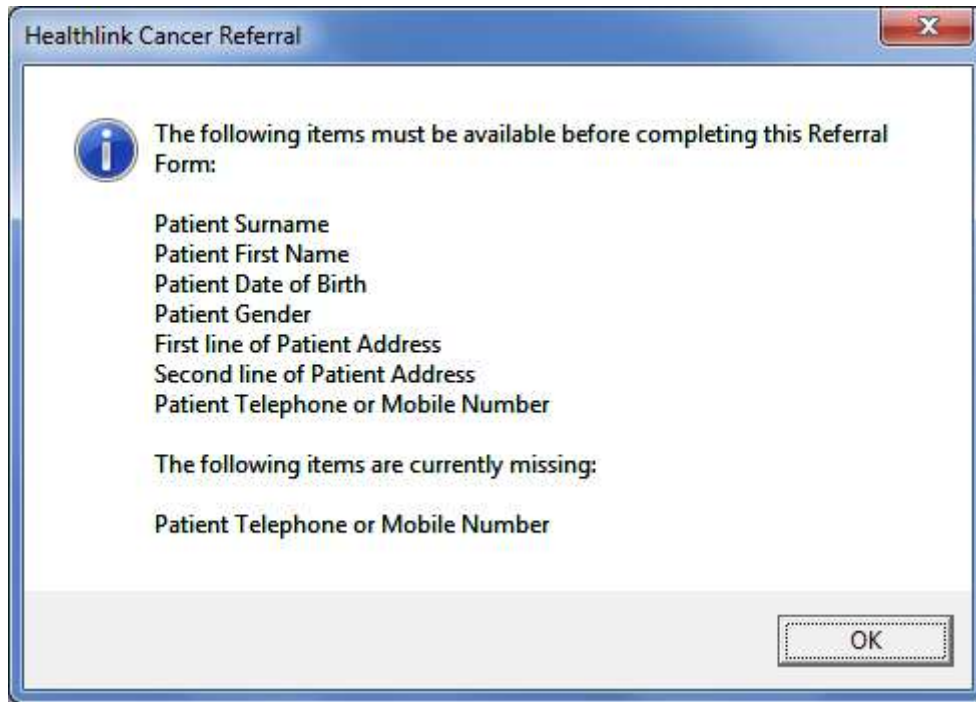 Healthlink Cancer Referral
The following items must be available before completing this Referral
Form:
Patient Surname
Patient First Name
Patient Date of Birth
Patient Gender
First line of Patient Address
Second line of Patient Address
Patient Telephone or Mobile Number
The following items are currently missing:
Patient Telephone or Mobile Number
OK